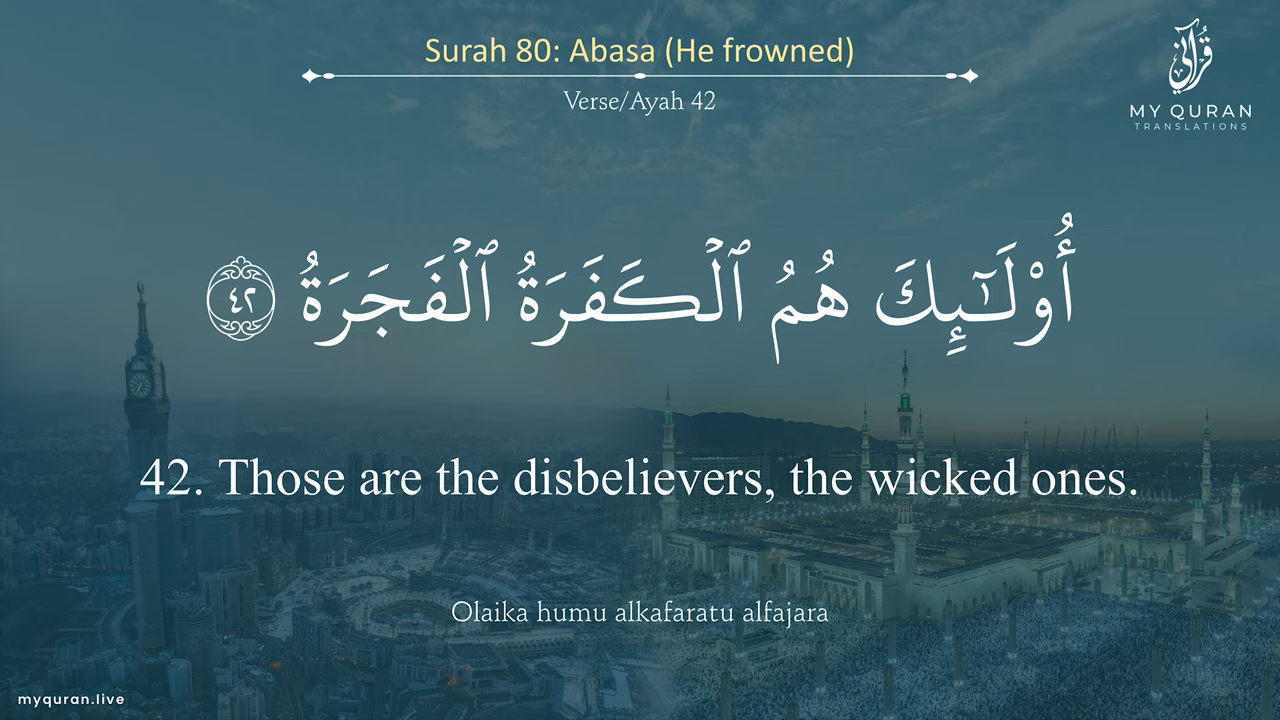 Surah 80: Abasa (He frowned)
Verse/Ayah 42
قرآني
MY QURAN
TRANSLATIONS
أُو۟لَـٰٓئِكَ هُمُ ٱلْكَفَرَةُ ٱلْفَجَرَةُ ٤٢
42. Those are the disbelievers, the wicked ones.
Olaika humu alkafaratu alfajara
myquran.live